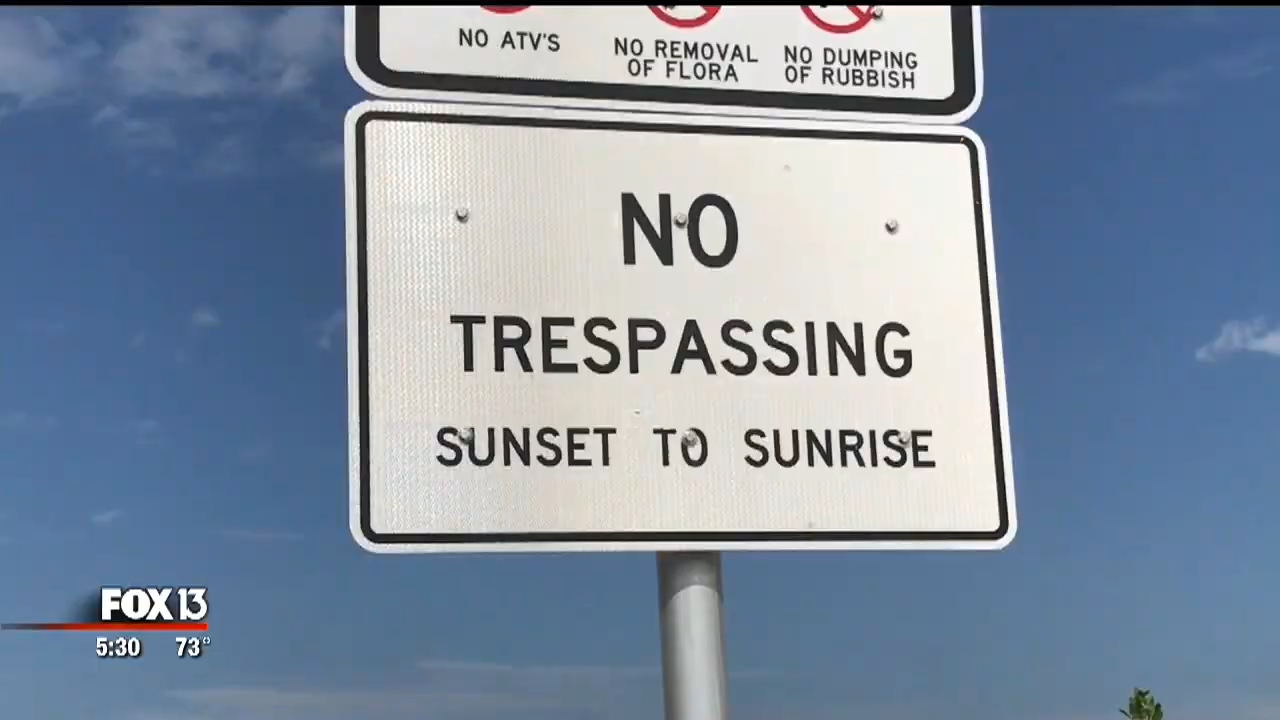 NO ATV'S
NO REMOVAL
OF FLORA
NO DUMPING
OF RUBBISH
NO
TRESPASSING
SUNSET TO SUNRISE
FOX 13
5:30 73°